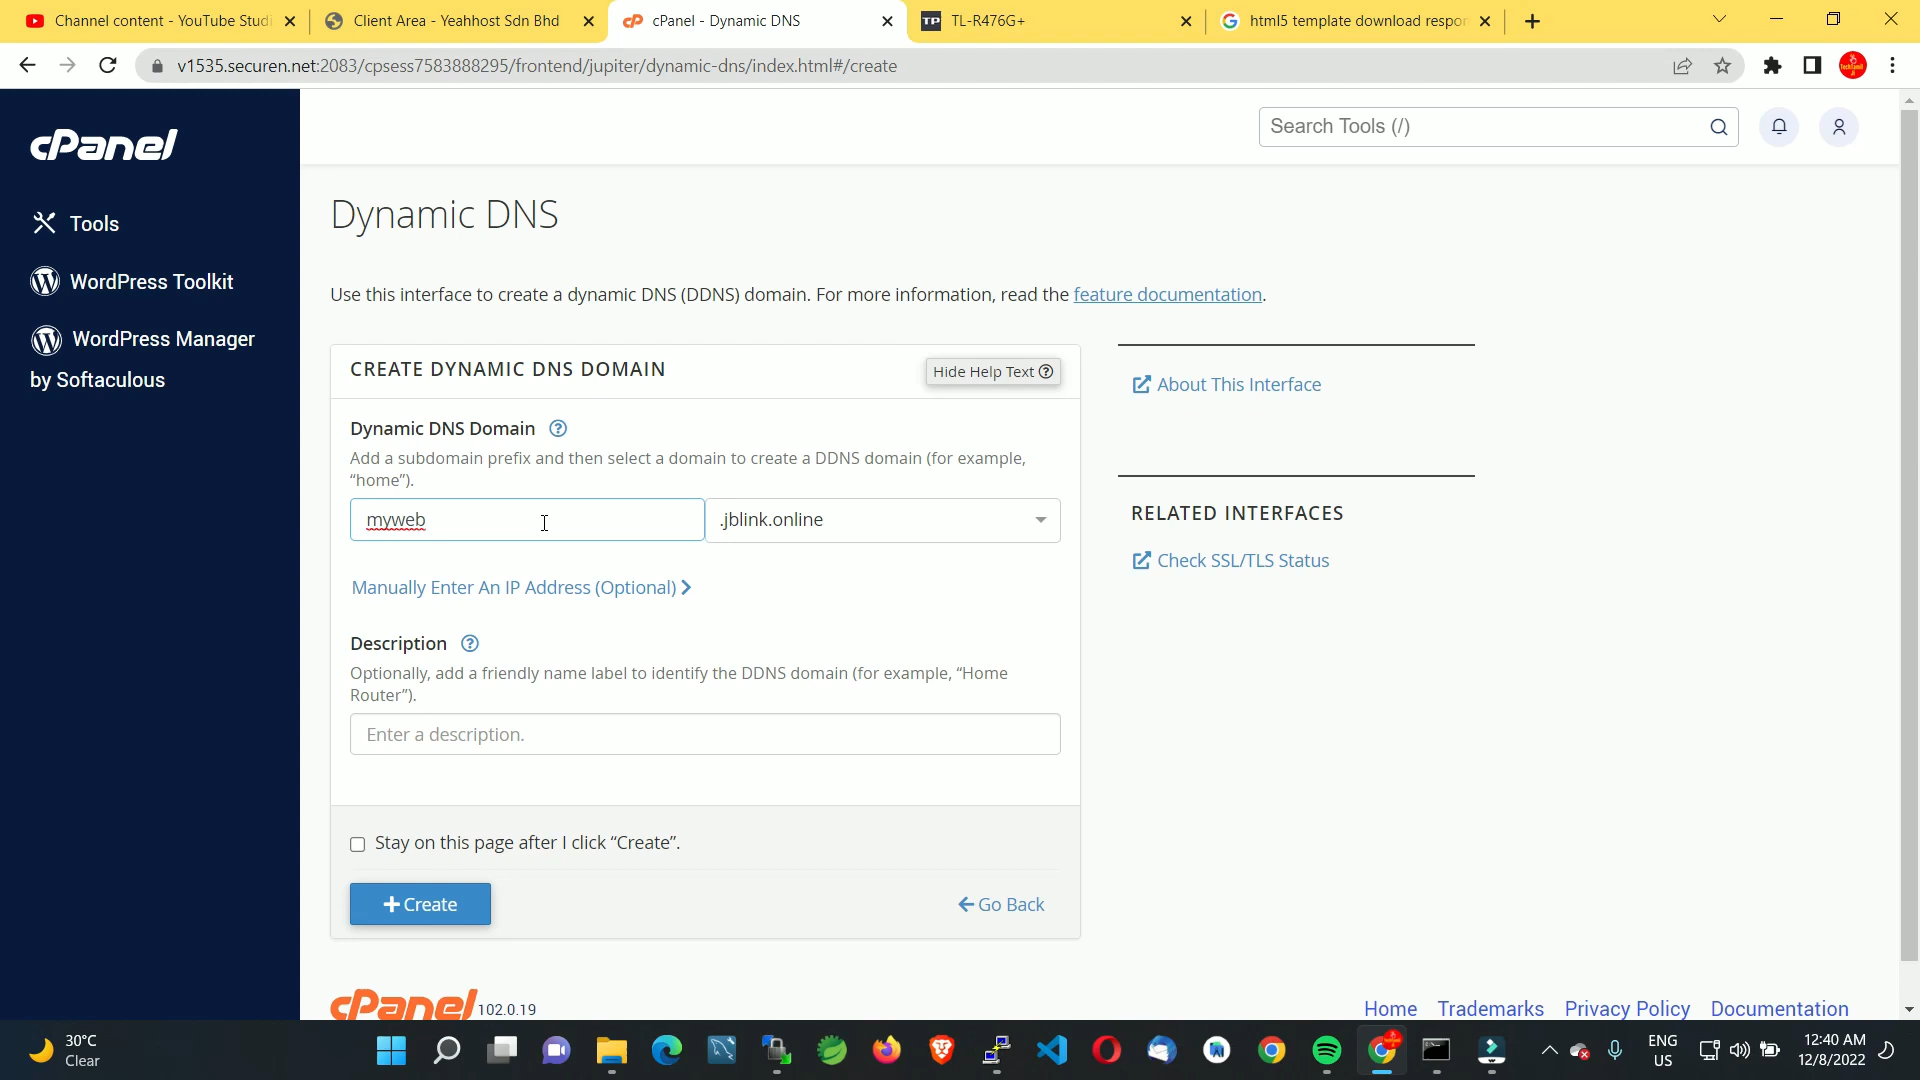 Channel content - YouTube Studi
Client Area - Yeahhost Sdn Bhd
cPanel - Dynamic DNS
TP TL-R476G+
html5 template download respon
v1535.securen.net:2083/cpsess7583888295/frontend/jupiter/dynamic-dns/index.html#/create
cPanel
Search Tools (/)
Tools
WordPress Toolkit
WordPress Manager
by Softaculous
Dynamic DNS
Use this interface to create a dynamic DNS (DDNS) domain. For more information, read the feature documentation.
CREATE DYNAMIC DNS DOMAIN
Hide Help Text
Dynamic DNS Domain
Add a subdomain prefix and then select a domain to create a DDNS domain (for example,
“home”).
myweb
.jblink.online
Manually Enter An IP Address (Optional)
Description
Optionally, add a friendly name label to identify the DDNS domain (for example, “Home
Router”).
Enter a description.
Stay on this page after I click “Create”.
Create
Go Back
About This Interface
RELATED INTERFACES
Check SSL/TLS Status
cPanel 102.0.19
Home Trademarks Privacy Policy Documentation
30°C
Clear
ENG
US
12:40 AM
12/8/2022